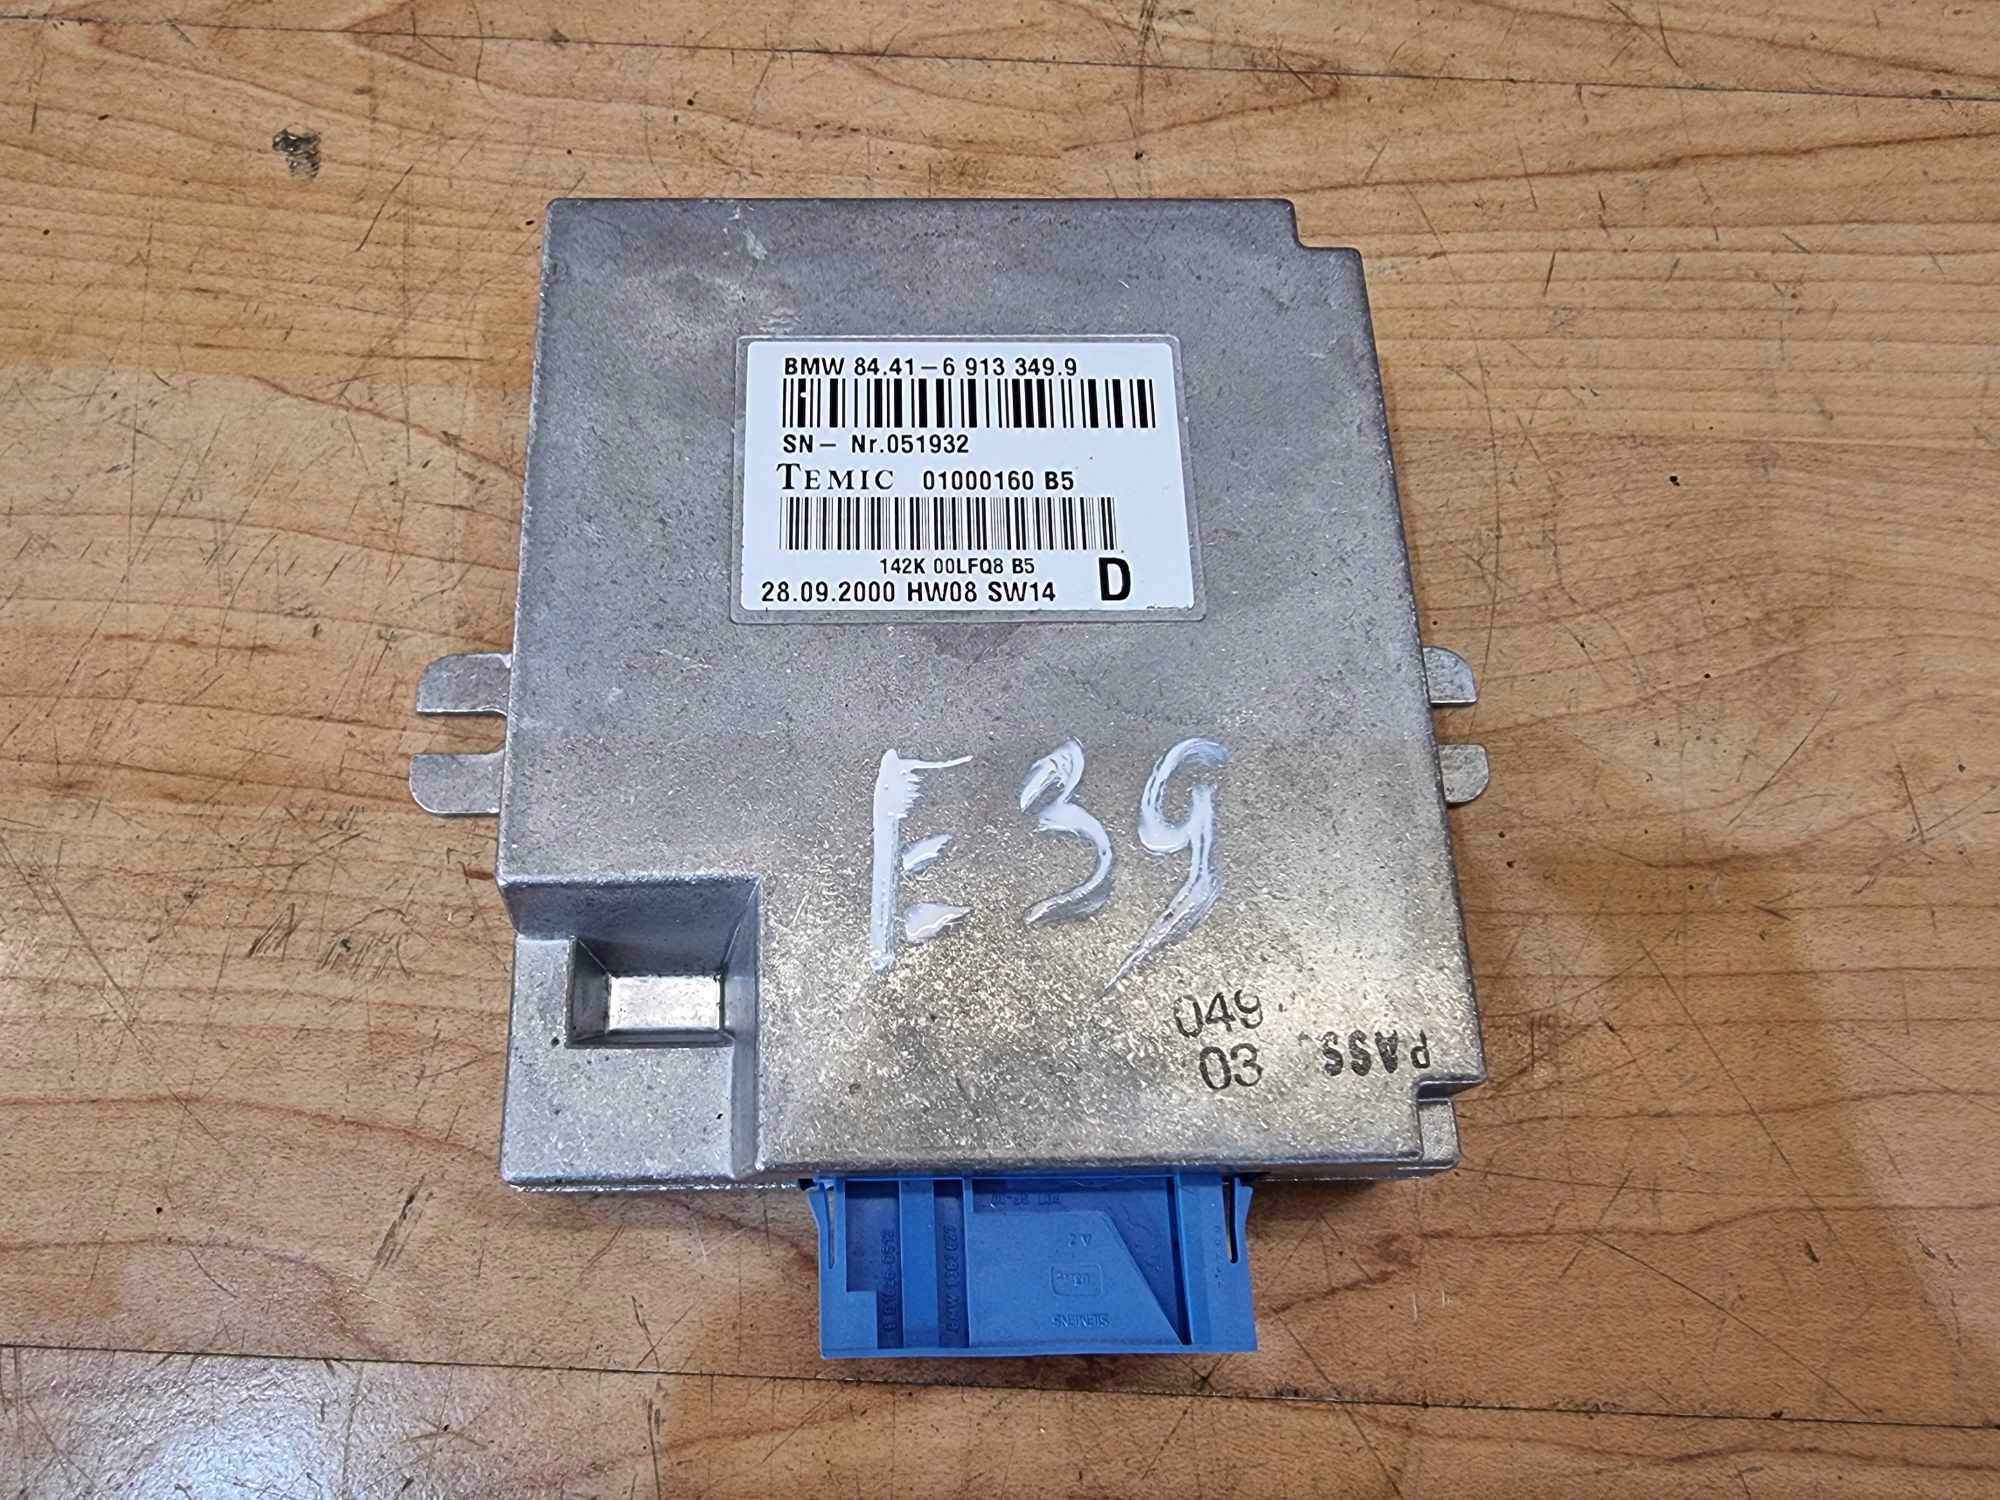 BMW 84.41–6 913 349.9
SN– Nr.051932
TEMIC 01000160 B5
142K 00LFQ8 B5
28.09.2000 HW08 SW14 D
E39
049
03
PASS
A2
SIEMENS